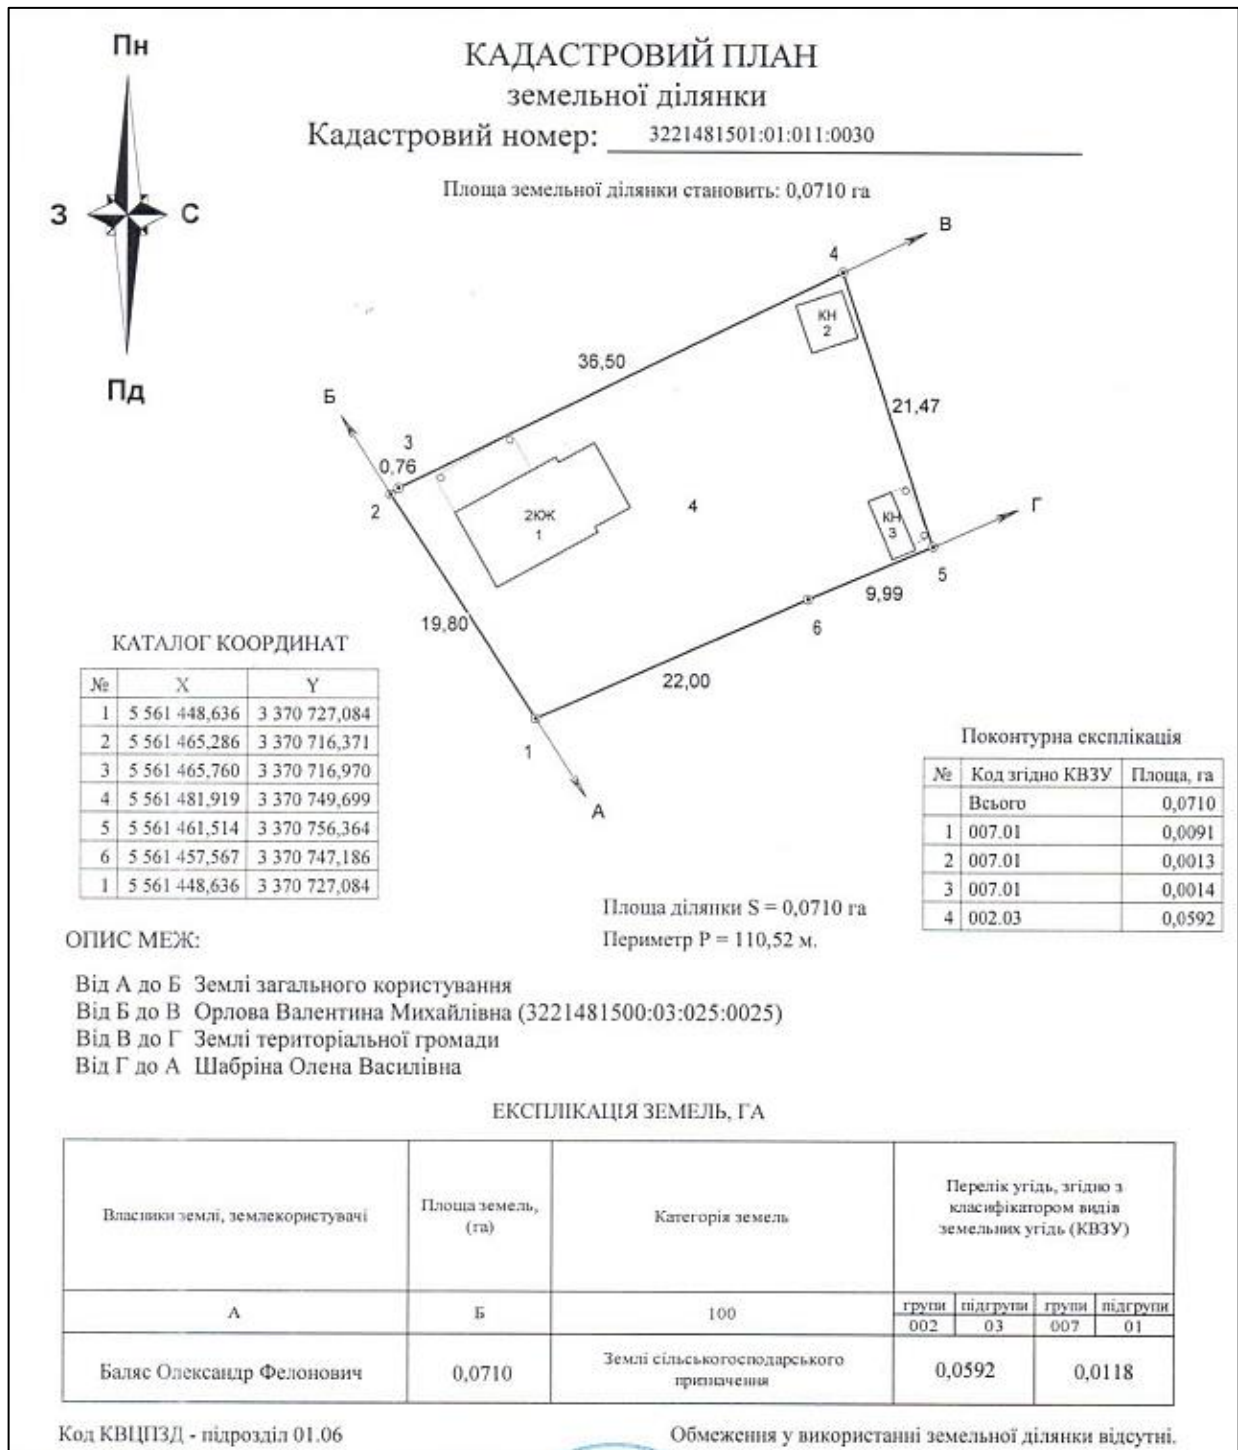 Пн
З
С
Пд
КАДАСТРОВИЙ ПЛАН
земельної ділянки
Кадастровий номер: 3221481501:01:011:0030
Площа земельної ділянки становить: 0,0710 га
В
4
КН
2
36,50
Б
21,47
3
0,76
2
2КЖ
1
4
КН
3
Г
5
9,99
6
19,80
22,00
1
А
КАТАЛОГ КООРДИНАТ
№ X Y
1 5 561 448,636 3 370 727,084
2 5 561 465,286 3 370 716,371
3 5 561 465,760 3 370 716,970
4 5 561 481,919 3 370 749,699
5 5 561 461,514 3 370 756,364
6 5 561 457,567 3 370 747,186
1 5 561 448,636 3 370 727,084
Поконтурна експлікація
№ Код згідно КВЗУ Площа, га
Всього 0,0710
1 007.01 0,0091
2 007.01 0,0013
3 007.01 0,0014
4 002.03 0,0592
Площа ділянки S = 0,0710 га
Периметр P = 110,52 м.
ОПИС МЕЖ:
Від А до Б Землі загального користування
Від Б до В Орлова Валентина Михайлівна (3221481500:03:025:0025)
Від В до Г Землі територіальної громади
Від Г до А Шабріна Олена Василівна
ЕКСПЛІКАЦІЯ ЗЕМЕЛЬ, ГА
Власники землі, землекористувачі
Площа земель,
(га)
Категорія земель
Перелік угідь, згідно з
класифікатором видів
земельних угідь (КВЗУ)
А Б 100
групи підгрупи групи підгрупи
002 03 007 01
Баляс Олександр Фелонович
0,0710
Землі сільськогосподарського
призначення
0,0592 0,0118
Код КВЦПЗД - підрозділ 01.06
Обмеження у використанні земельної ділянки відсутні.